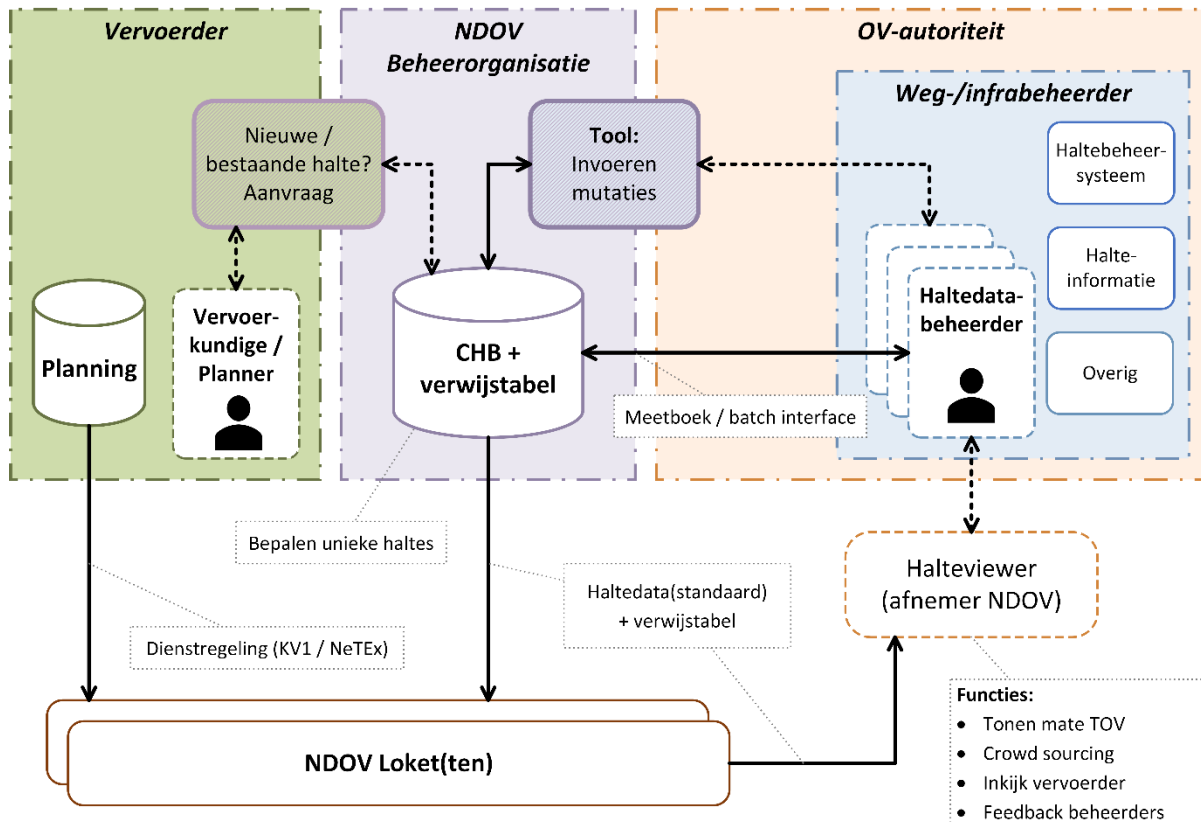 Vervoerder
NDOV
Beheerorganisatie
OV-autoriteit
Weg-/infrabeheerder
Nieuwe /
bestaande halte?
Aanvraag
Tool:
Invoeren
mutaties
Haltebeheer-
systeem
Halte-
informatie
Overig
Planning
Vervoer-
kundige /
Planner
CHB +
verwijstabel
Haltedata-
beheerder
Meetboek / batch interface
Bepalen unieke haltes
Haltedata(standaard)
+ verwijstabel
Halteviewer
(afnemer NDOV)
Dienstregeling (KV1 / NeTEx)
NDOV Loket(ten)
Functies:
● Tonen mate TOV
● Crowd sourcing
● Inkijk vervoerder
● Feedback beheerders